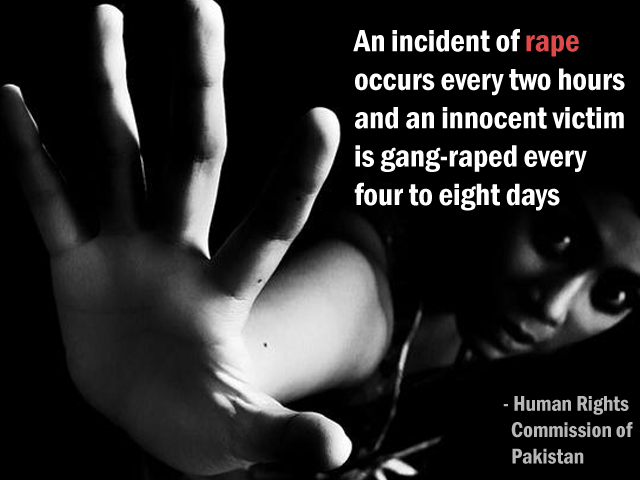 An incident of rape
occurs every two hours
and an innocent victim
is gang-raped every
four to eight days
- Human Rights
Commission of
Pakistan